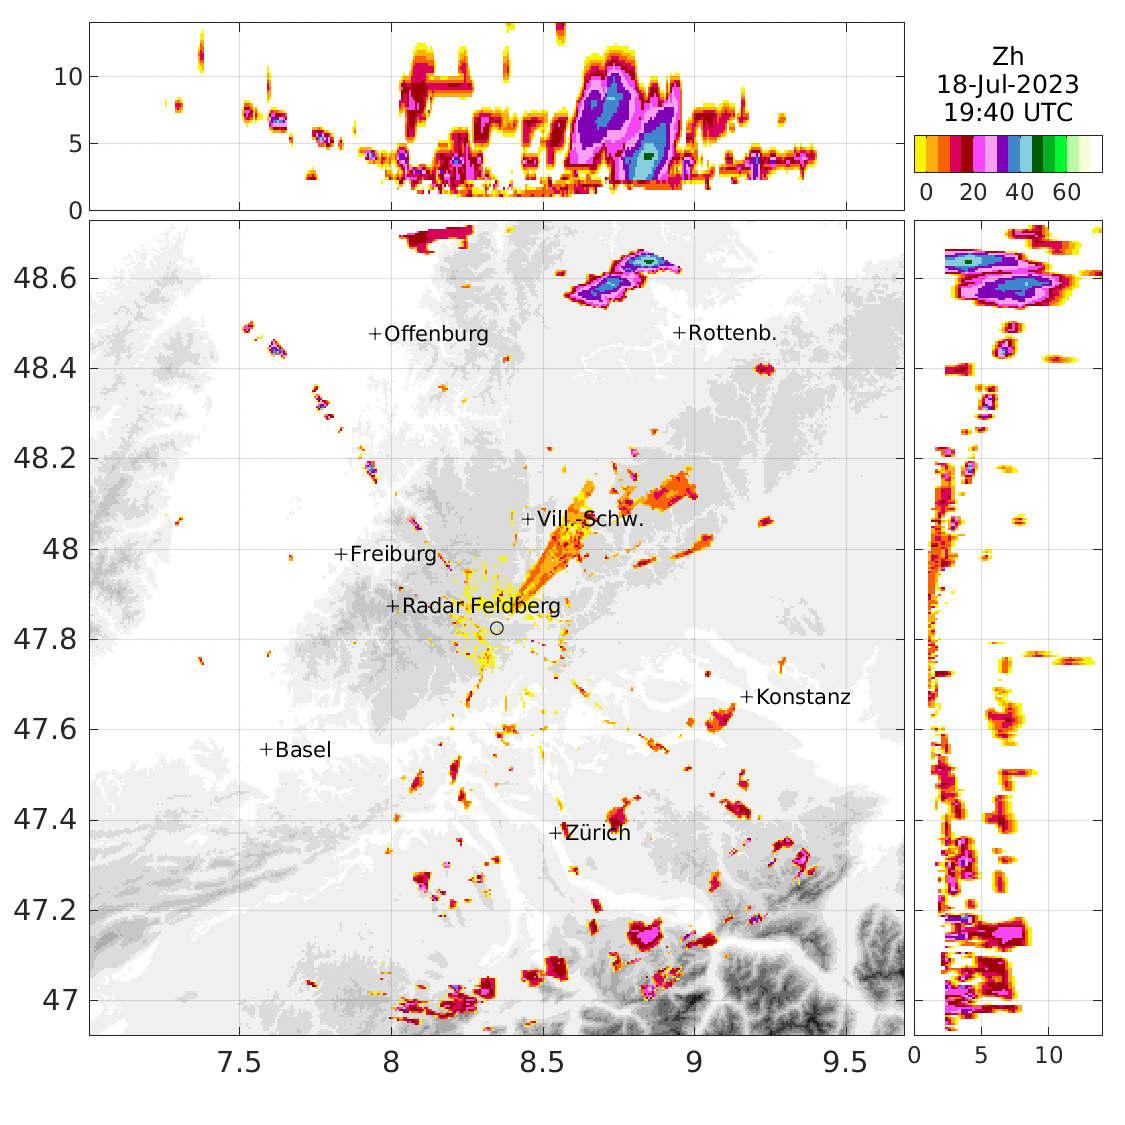 Zh
18-Jul-2023
19:40 UTC
0 20 40 60
10
5
0
48.6
48.4
48.2
48
47.8
47.6
47.4
47.2
47
+Offenburg
+Rottenb.
+Vill.-Schw.
+Freiburg
+Radar Feldberg
+Konstanz
+Basel
+Zürich
7.5 8 8.5 9 9.5
0 5 10